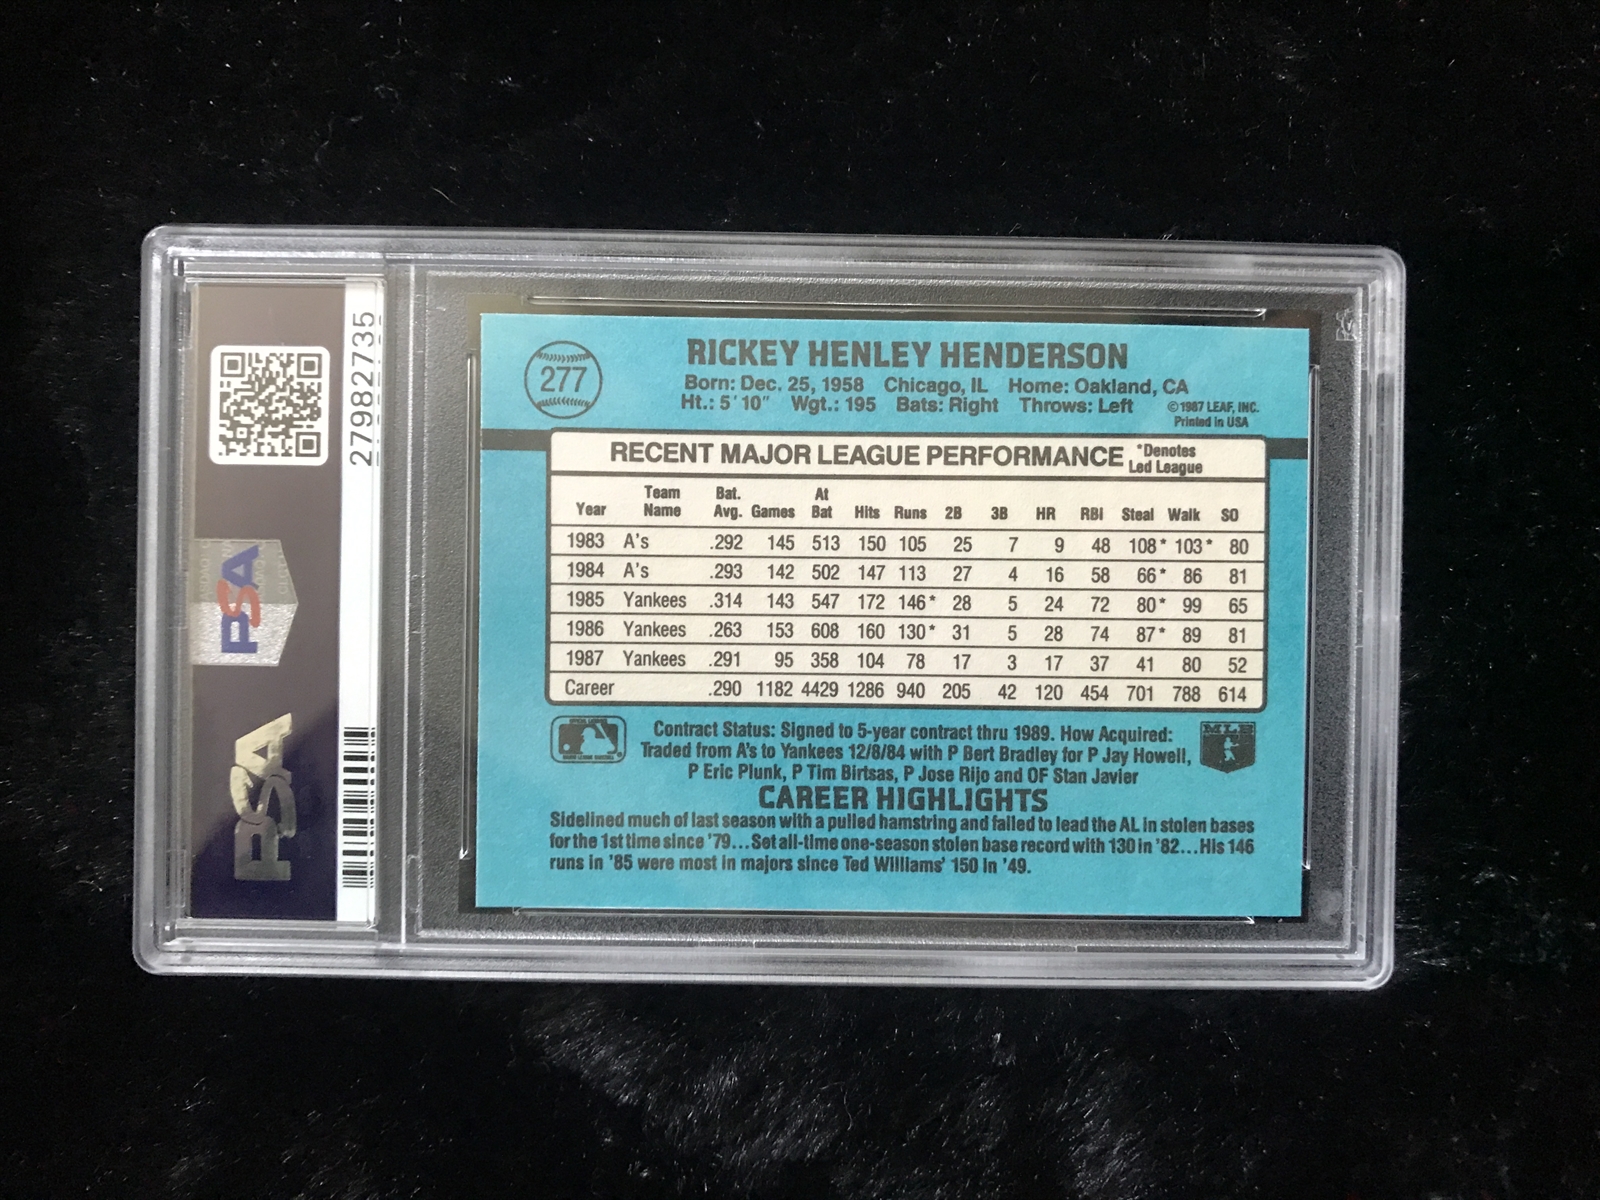 27982735
PSA
PSA
277
RICKEY HENLEY HENDERSON
Born: Dec. 25, 1958 Chicago, IL Home: Oakland, CA
Ht.: 5'10" Wgt.: 195 Bats: Right Throws: Left
©1987 LEAF, INC.
Printed in USA
RECENT MAJOR LEAGUE PERFORMANCE *Denotes Led League
Year Team Name Bat. Avg. Games At Bat Hits Runs 2B 3B HR RBI Steal Walk SO
1983 A's .292 145 513 150 105 25 7 9 48 108* 103* 80
1984 A's .293 142 502 147 113 27 4 16 58 66* 86 81
1985 Yankees .314 143 547 172 146* 28 5 24 72 80* 99 65
1986 Yankees .263 153 608 160 130* 31 5 28 74 87* 89 81
1987 Yankees .291 95 358 104 78 17 3 17 37 41 80 52
Career .290 1182 4429 1286 940 205 42 120 454 701 788 614
Contract Status: Signed to 5-year contract thru 1989. How Acquired:
Traded from A's to Yankees 12/8/84 with P Bert Bradley for P Jay Howell,
P Eric Plunk, P Tim Birtsas, P Jose Rijo and OF Stan Javier
MLB
CAREER HIGHLIGHTS
Sidelined much of last season with a pulled hamstring and failed to lead the AL in stolen bases
for the 1st time since '79...Set all-time one-season stolen base record with 130 in '82...His 146
runs in '85 were most in majors since Ted Williams' 150 in '49.